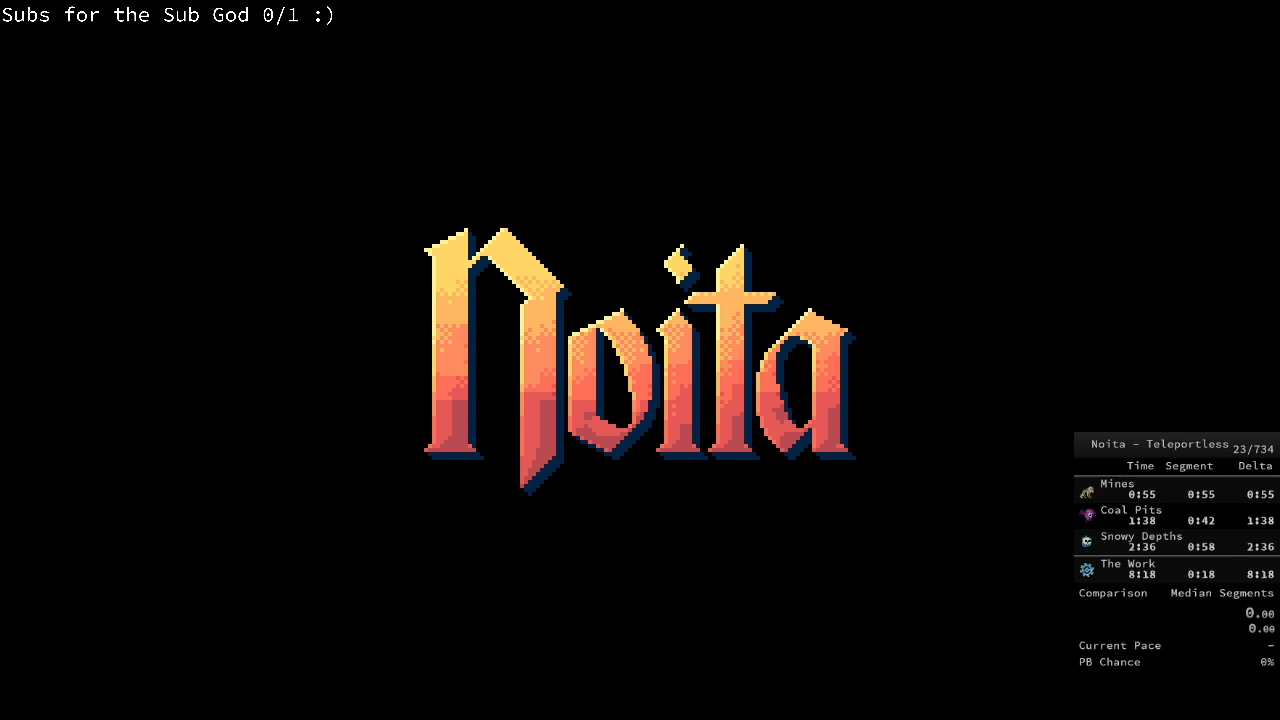 Subs for the Sub God 0/1 :)
Noita
Noita - Teleportless 23/734
Time Segment Delta
Mines
0:55 0:55 0:55
Coal Pits
1:38 0:42 1:38
Snowy Depths
2:36 0:58 2:36
The Work
8:18 0:18 8:18
Comparison Median Segments
0.00
0.00
Current Pace -
PB Chance 0%